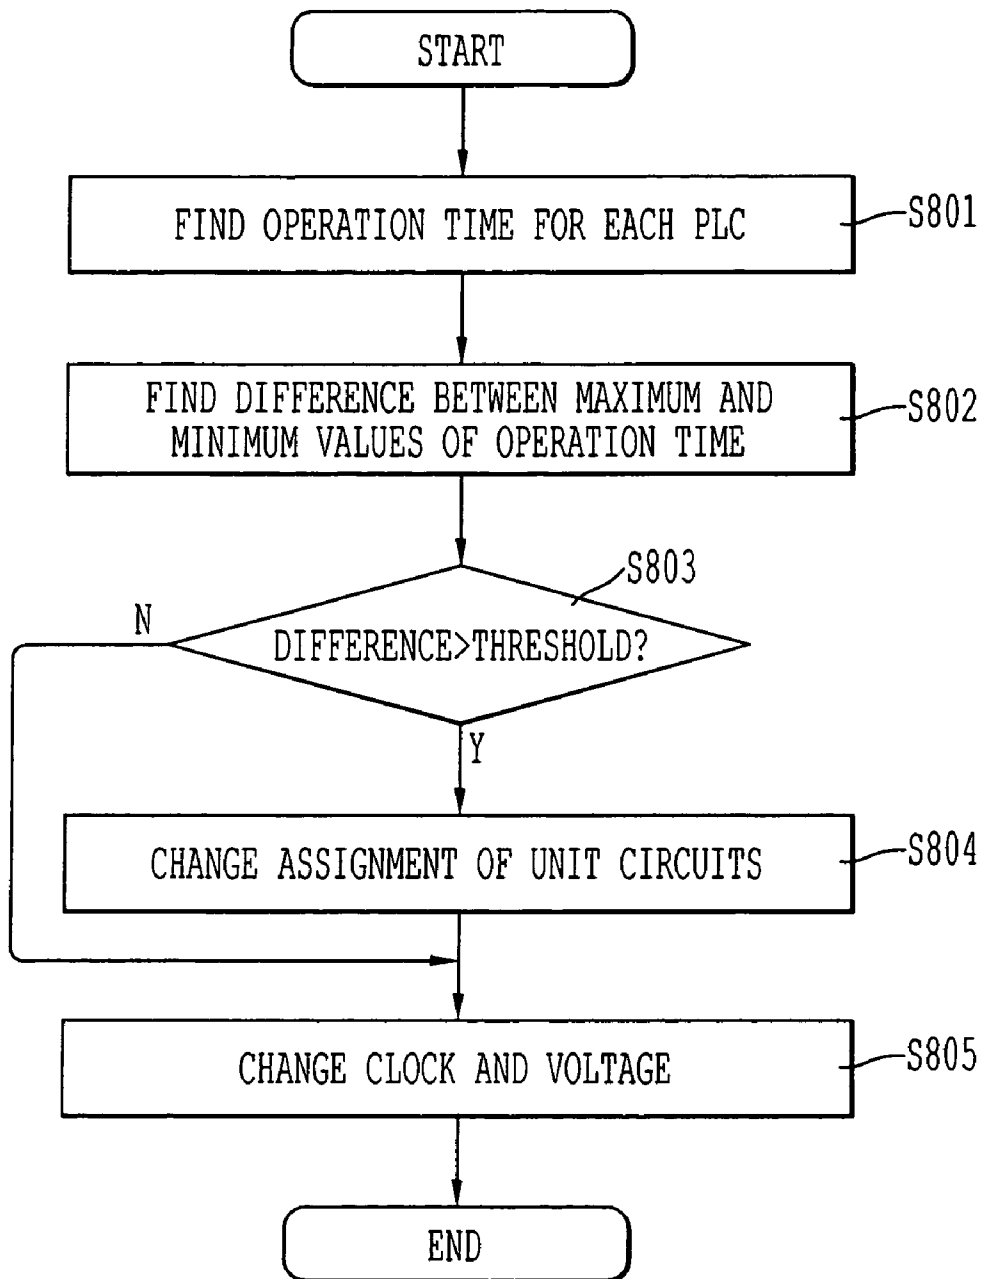 START
FIND OPERATION TIME FOR EACH PLC
S801
FIND DIFFERENCE BETWEEN MAXIMUM AND
MINIMUM VALUES OF OPERATION TIME
S802
S803
N
DIFFERENCE>THRESHOLD?
Y
CHANGE ASSIGNMENT OF UNIT CIRCUITS
S804
CHANGE CLOCK AND VOLTAGE
S805
END